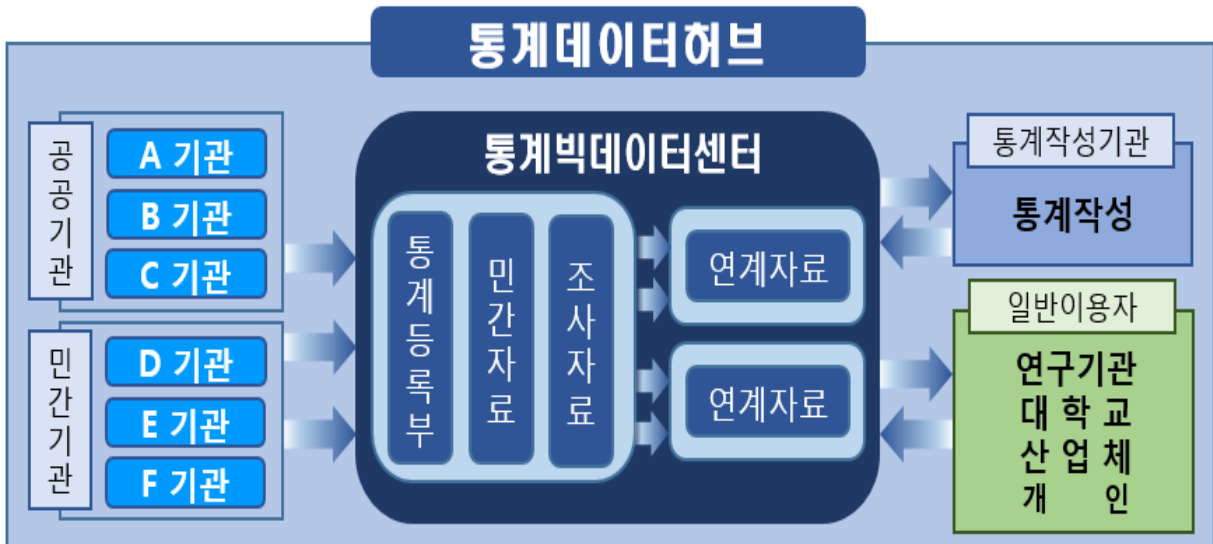 통계데이터허브
공공기관
A 기관
B 기관
C 기관
민간기관
D 기관
E 기관
F 기관
통계빅데이터센터
통계등록부
민간자료
조사자료
연계자료
연계자료
통계작성기관
통계작성
일반이용자
연구기관
대 학 교
산 업 체
개 인